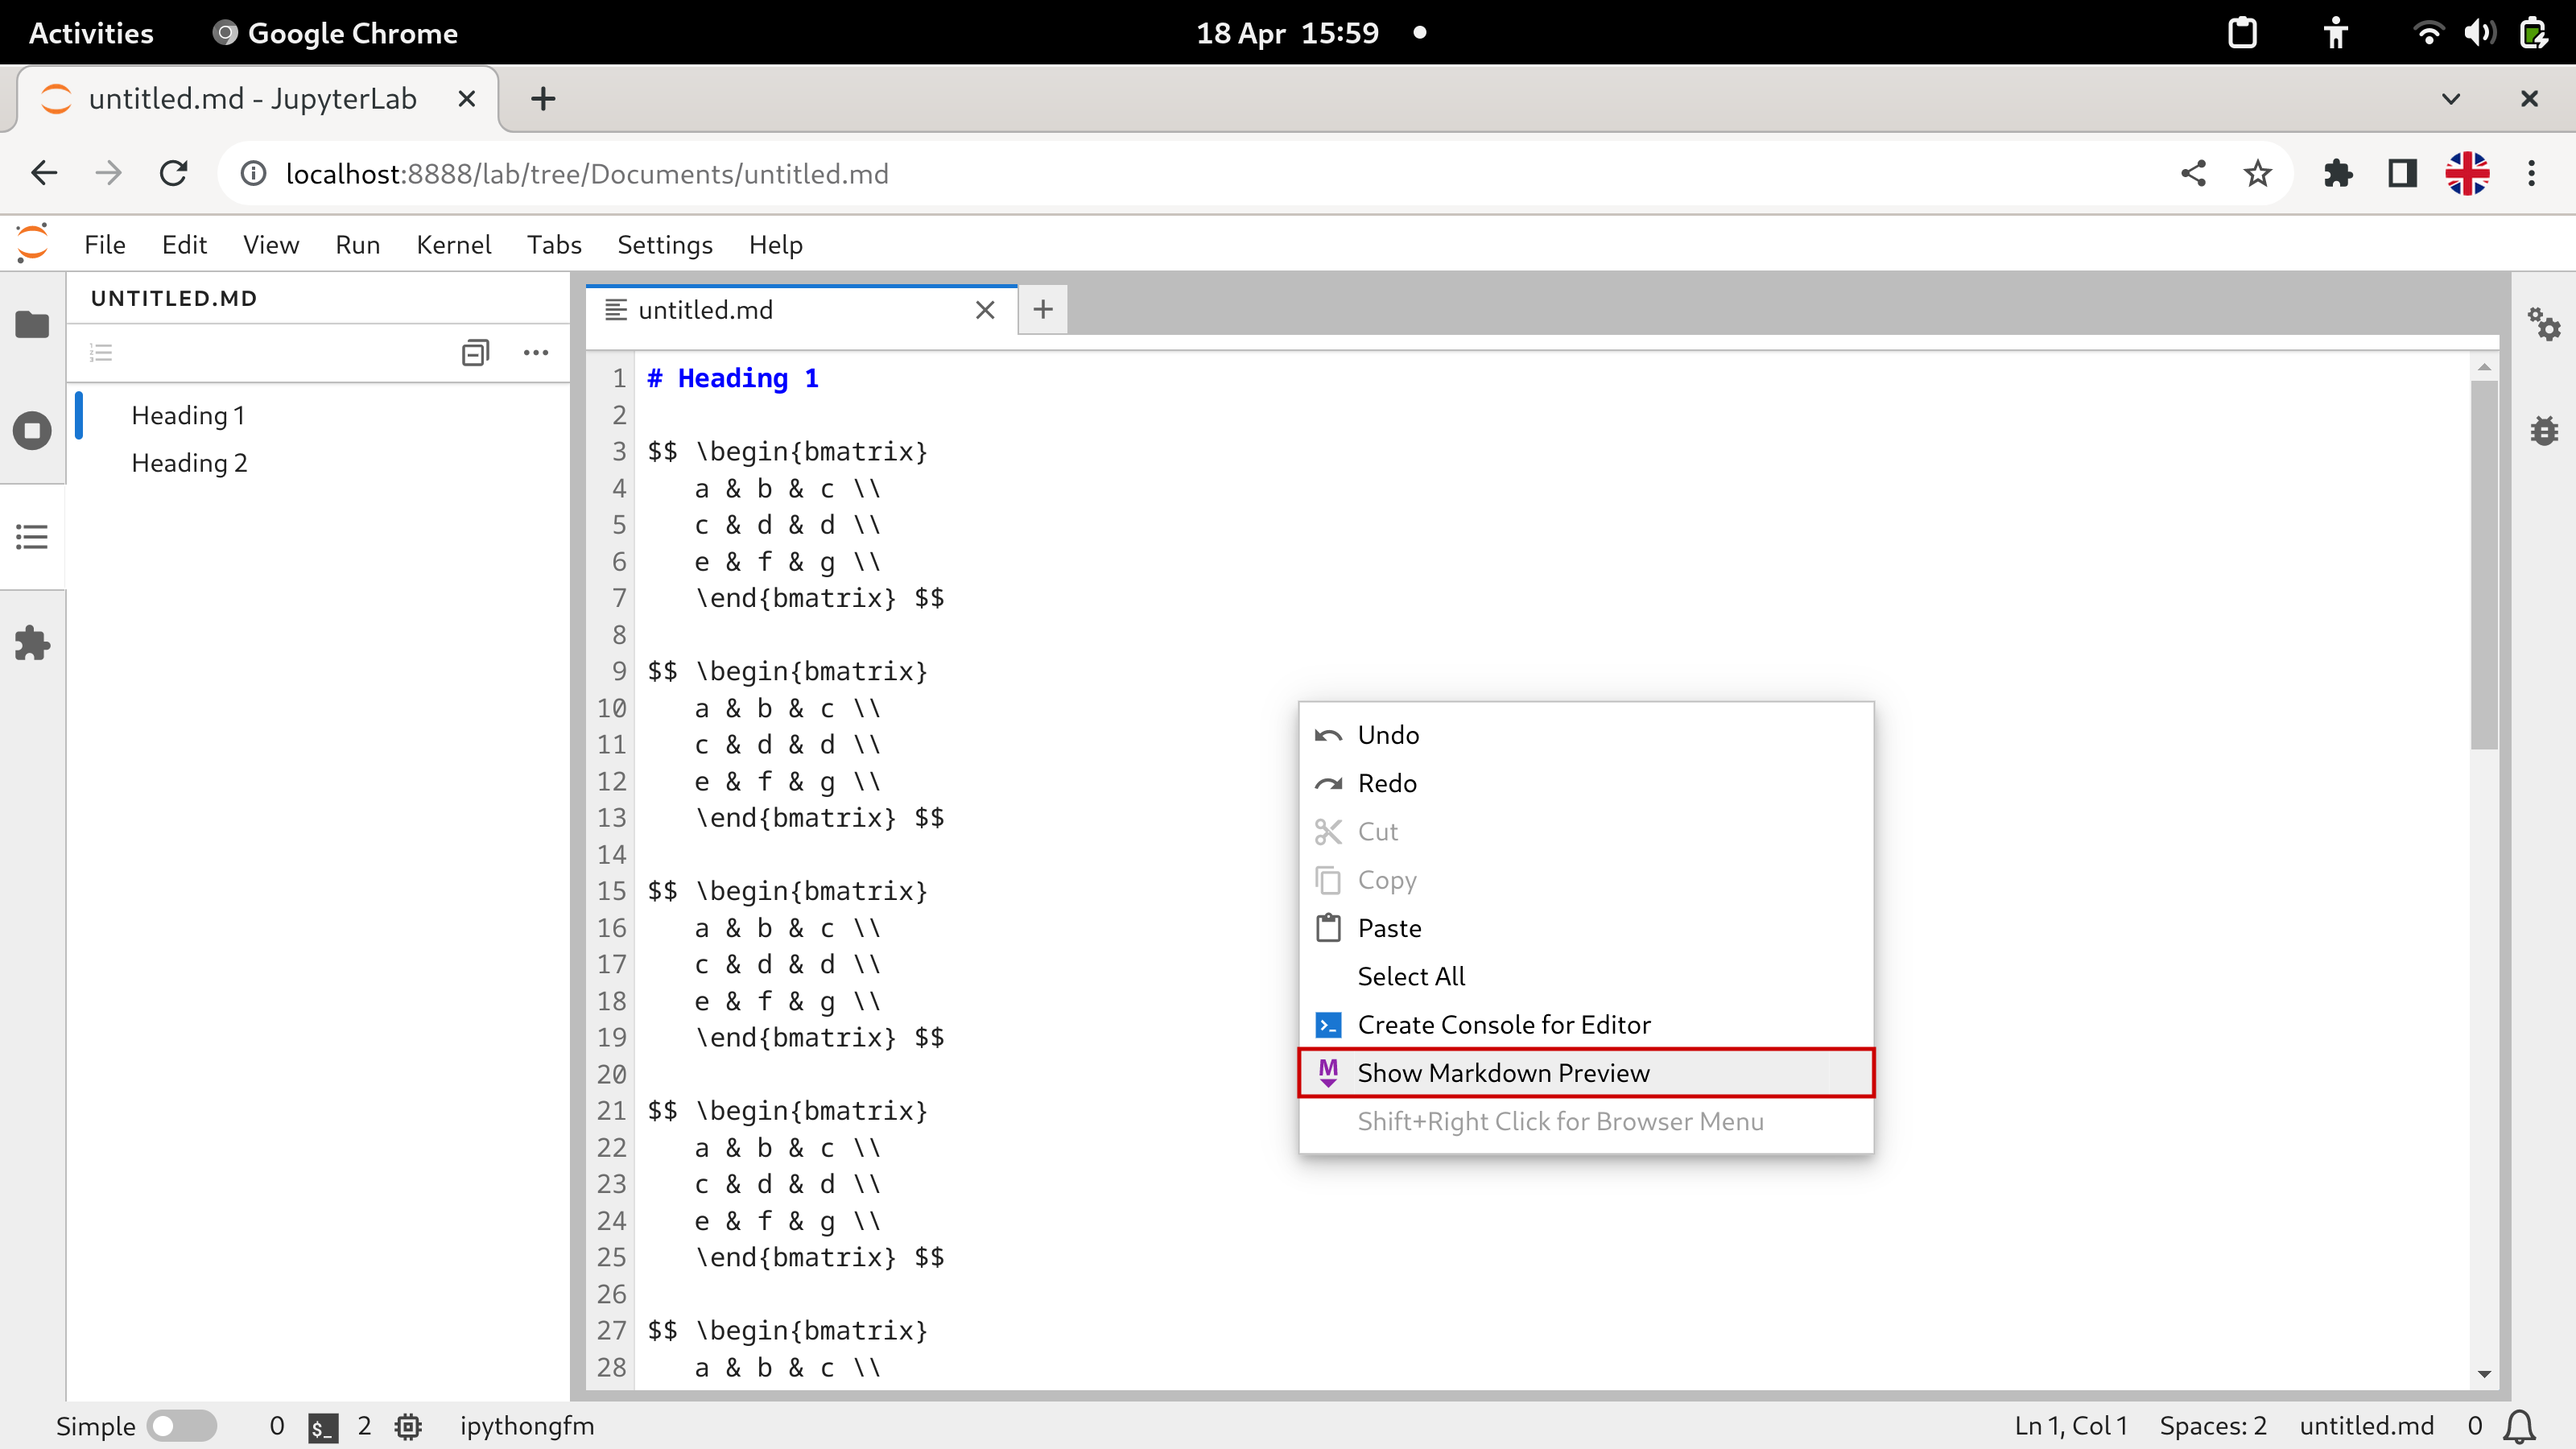 Activities Google Chrome 18 Apr 15:59
untitled.md - JupyterLab
localhost:8888/lab/tree/Documents/untitled.md
File Edit View Run Kernel Tabs Settings Help
UNTITLED.MD
Heading 1
Heading 2
untitled.md
1 # Heading 1
2
3 $$ \begin{bmatrix}
4 a & b & c \\
5 c & d & d \\
6 e & f & g \\
7 \end{bmatrix} $$
8
9 $$ \begin{bmatrix}
10 a & b & c \\
11 c & d & d \\
12 e & f & g \\
13 \end{bmatrix} $$
14
15 $$ \begin{bmatrix}
16 a & b & c \\
17 c & d & d \\
18 e & f & g \\
19 \end{bmatrix} $$
20
21 $$ \begin{bmatrix}
22 a & b & c \\
23 c & d & d \\
24 e & f & g \\
25 \end{bmatrix} $$
26
27 $$ \begin{bmatrix}
28 a & b & c \\
Undo
Redo
Cut
Copy
Paste
Select All
Create Console for Editor
M Show Markdown Preview
Shift+Right Click for Browser Menu
Simple 0 $_ 2 ipythongfm Ln 1, Col 1 Spaces: 2 untitled.md 0